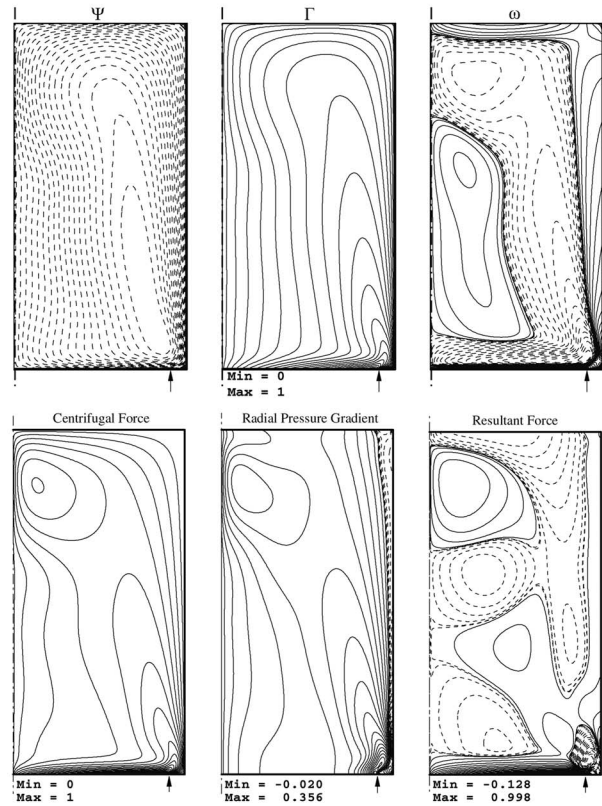 Ψ
Γ
ω
Min = 0
Max = 1
Centrifugal Force
Radial Pressure Gradient
Resultant Force
Min = 0
Max = 1
Min = -0.020
Max = 0.356
Min = -0.128
Max = 0.998